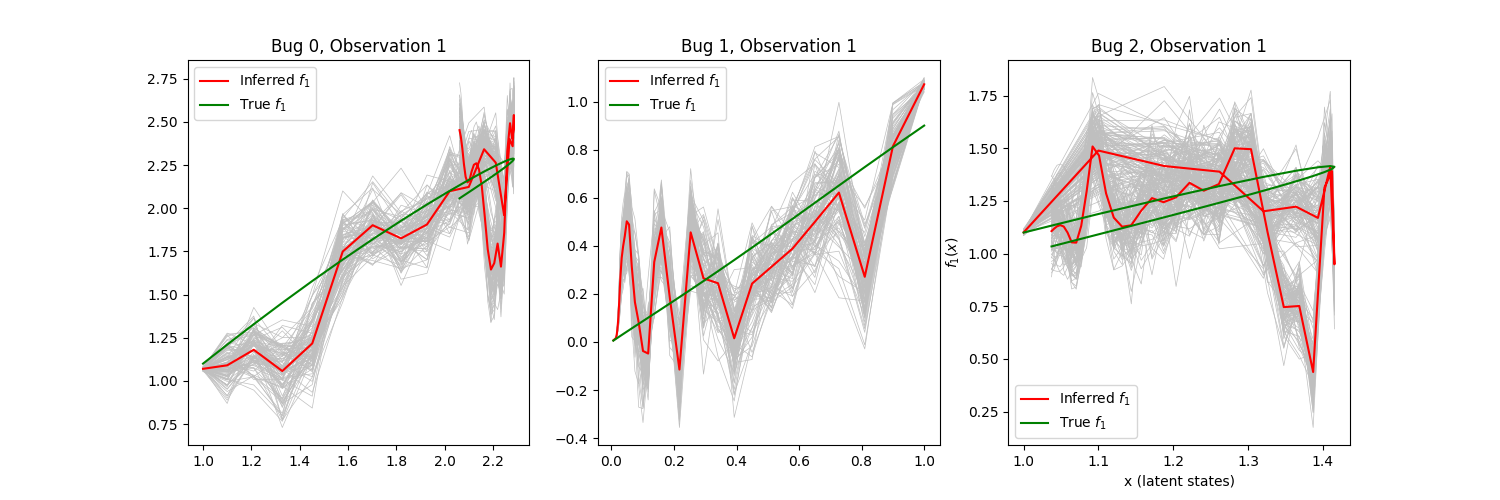 Bug 0, Observation 1
Inferred f₁
True f₁
2.75
2.50
2.25
2.00
1.75
1.50
1.25
1.00
0.75
1.0 1.2 1.4 1.6 1.8 2.0 2.2
Bug 1, Observation 1
Inferred f₁
True f₁
1.0
0.8
0.6
0.4
0.2
0.0
−0.2
−0.4
0.0 0.2 0.4 0.6 0.8 1.0
Bug 2, Observation 1
f₁(x)
1.75
1.50
1.25
1.00
0.75
0.50
0.25
Inferred f₁
True f₁
1.0 1.1 1.2 1.3 1.4
x (latent states)